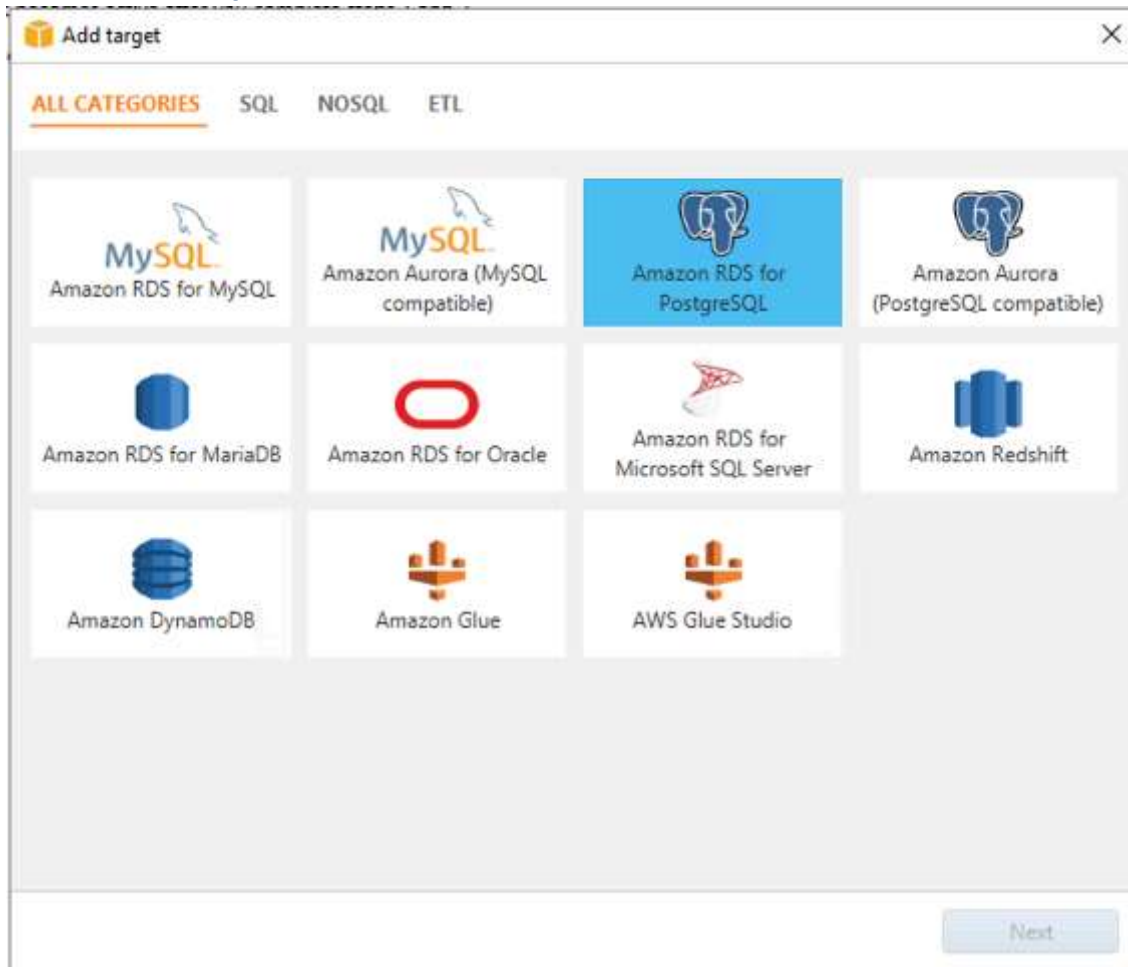 Add target
ALL CATEGORIES SQL NOSQL ETL
MySQL
Amazon RDS for MySQL
MySQL
Amazon Aurora (MySQL
compatible)
Amazon RDS for
PostgreSQL
Amazon Aurora
(PostgreSQL compatible)
Amazon RDS for MariaDB
Amazon RDS for Oracle
Amazon RDS for
Microsoft SQL Server
Amazon Redshift
Amazon DynamoDB
Amazon Glue
AWS Glue Studio
Next